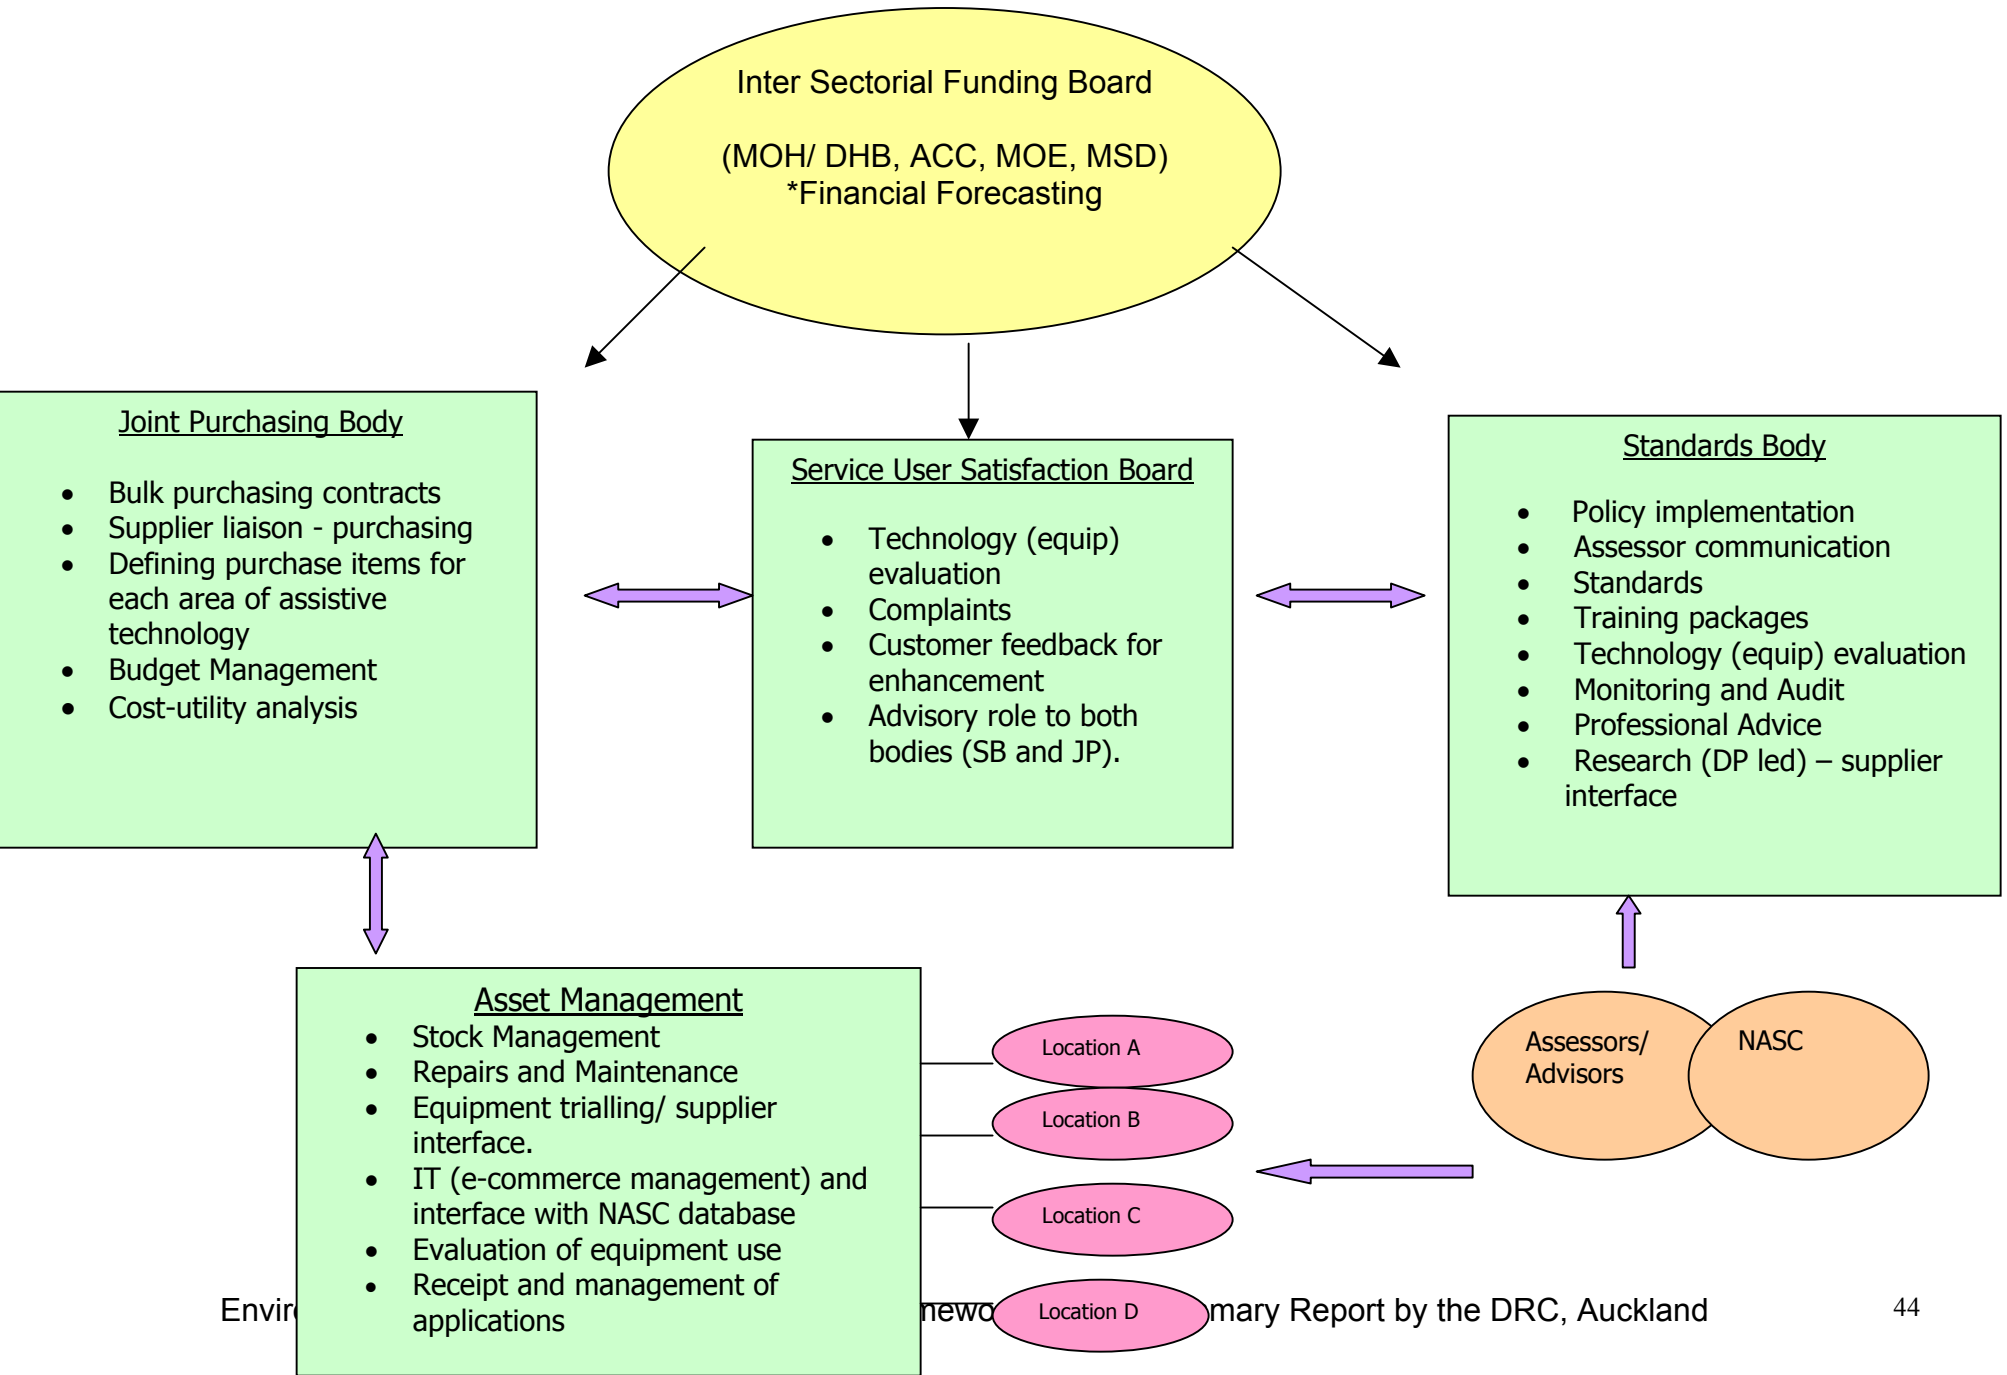 Inter Sectorial Funding Board
(MOH/ DHB, ACC, MOE, MSD)
*Financial Forecasting
Joint Purchasing Body
• Bulk purchasing contracts
• Supplier liaison - purchasing
• Defining purchase items for
each area of assistive
technology
• Budget Management
• Cost-utility analysis
Service User Satisfaction Board
• Technology (equip)
evaluation
• Complaints
• Customer feedback for
enhancement
• Advisory role to both
bodies (SB and JP).
Standards Body
• Policy implementation
• Assessor communication
• Standards
• Training packages
• Technology (equip) evaluation
• Monitoring and Audit
• Professional Advice
• Research (DP led) – supplier
interface
Asset Management
• Stock Management
• Repairs and Maintenance
• Equipment trialling/ supplier
interface.
• IT (e-commerce management) and
interface with NASC database
• Evaluation of equipment use
• Receipt and management of
applications
Location A
Location B
Location C
Location D
Assessors/
Advisors
NASC
Report by the DRC, Auckland
44